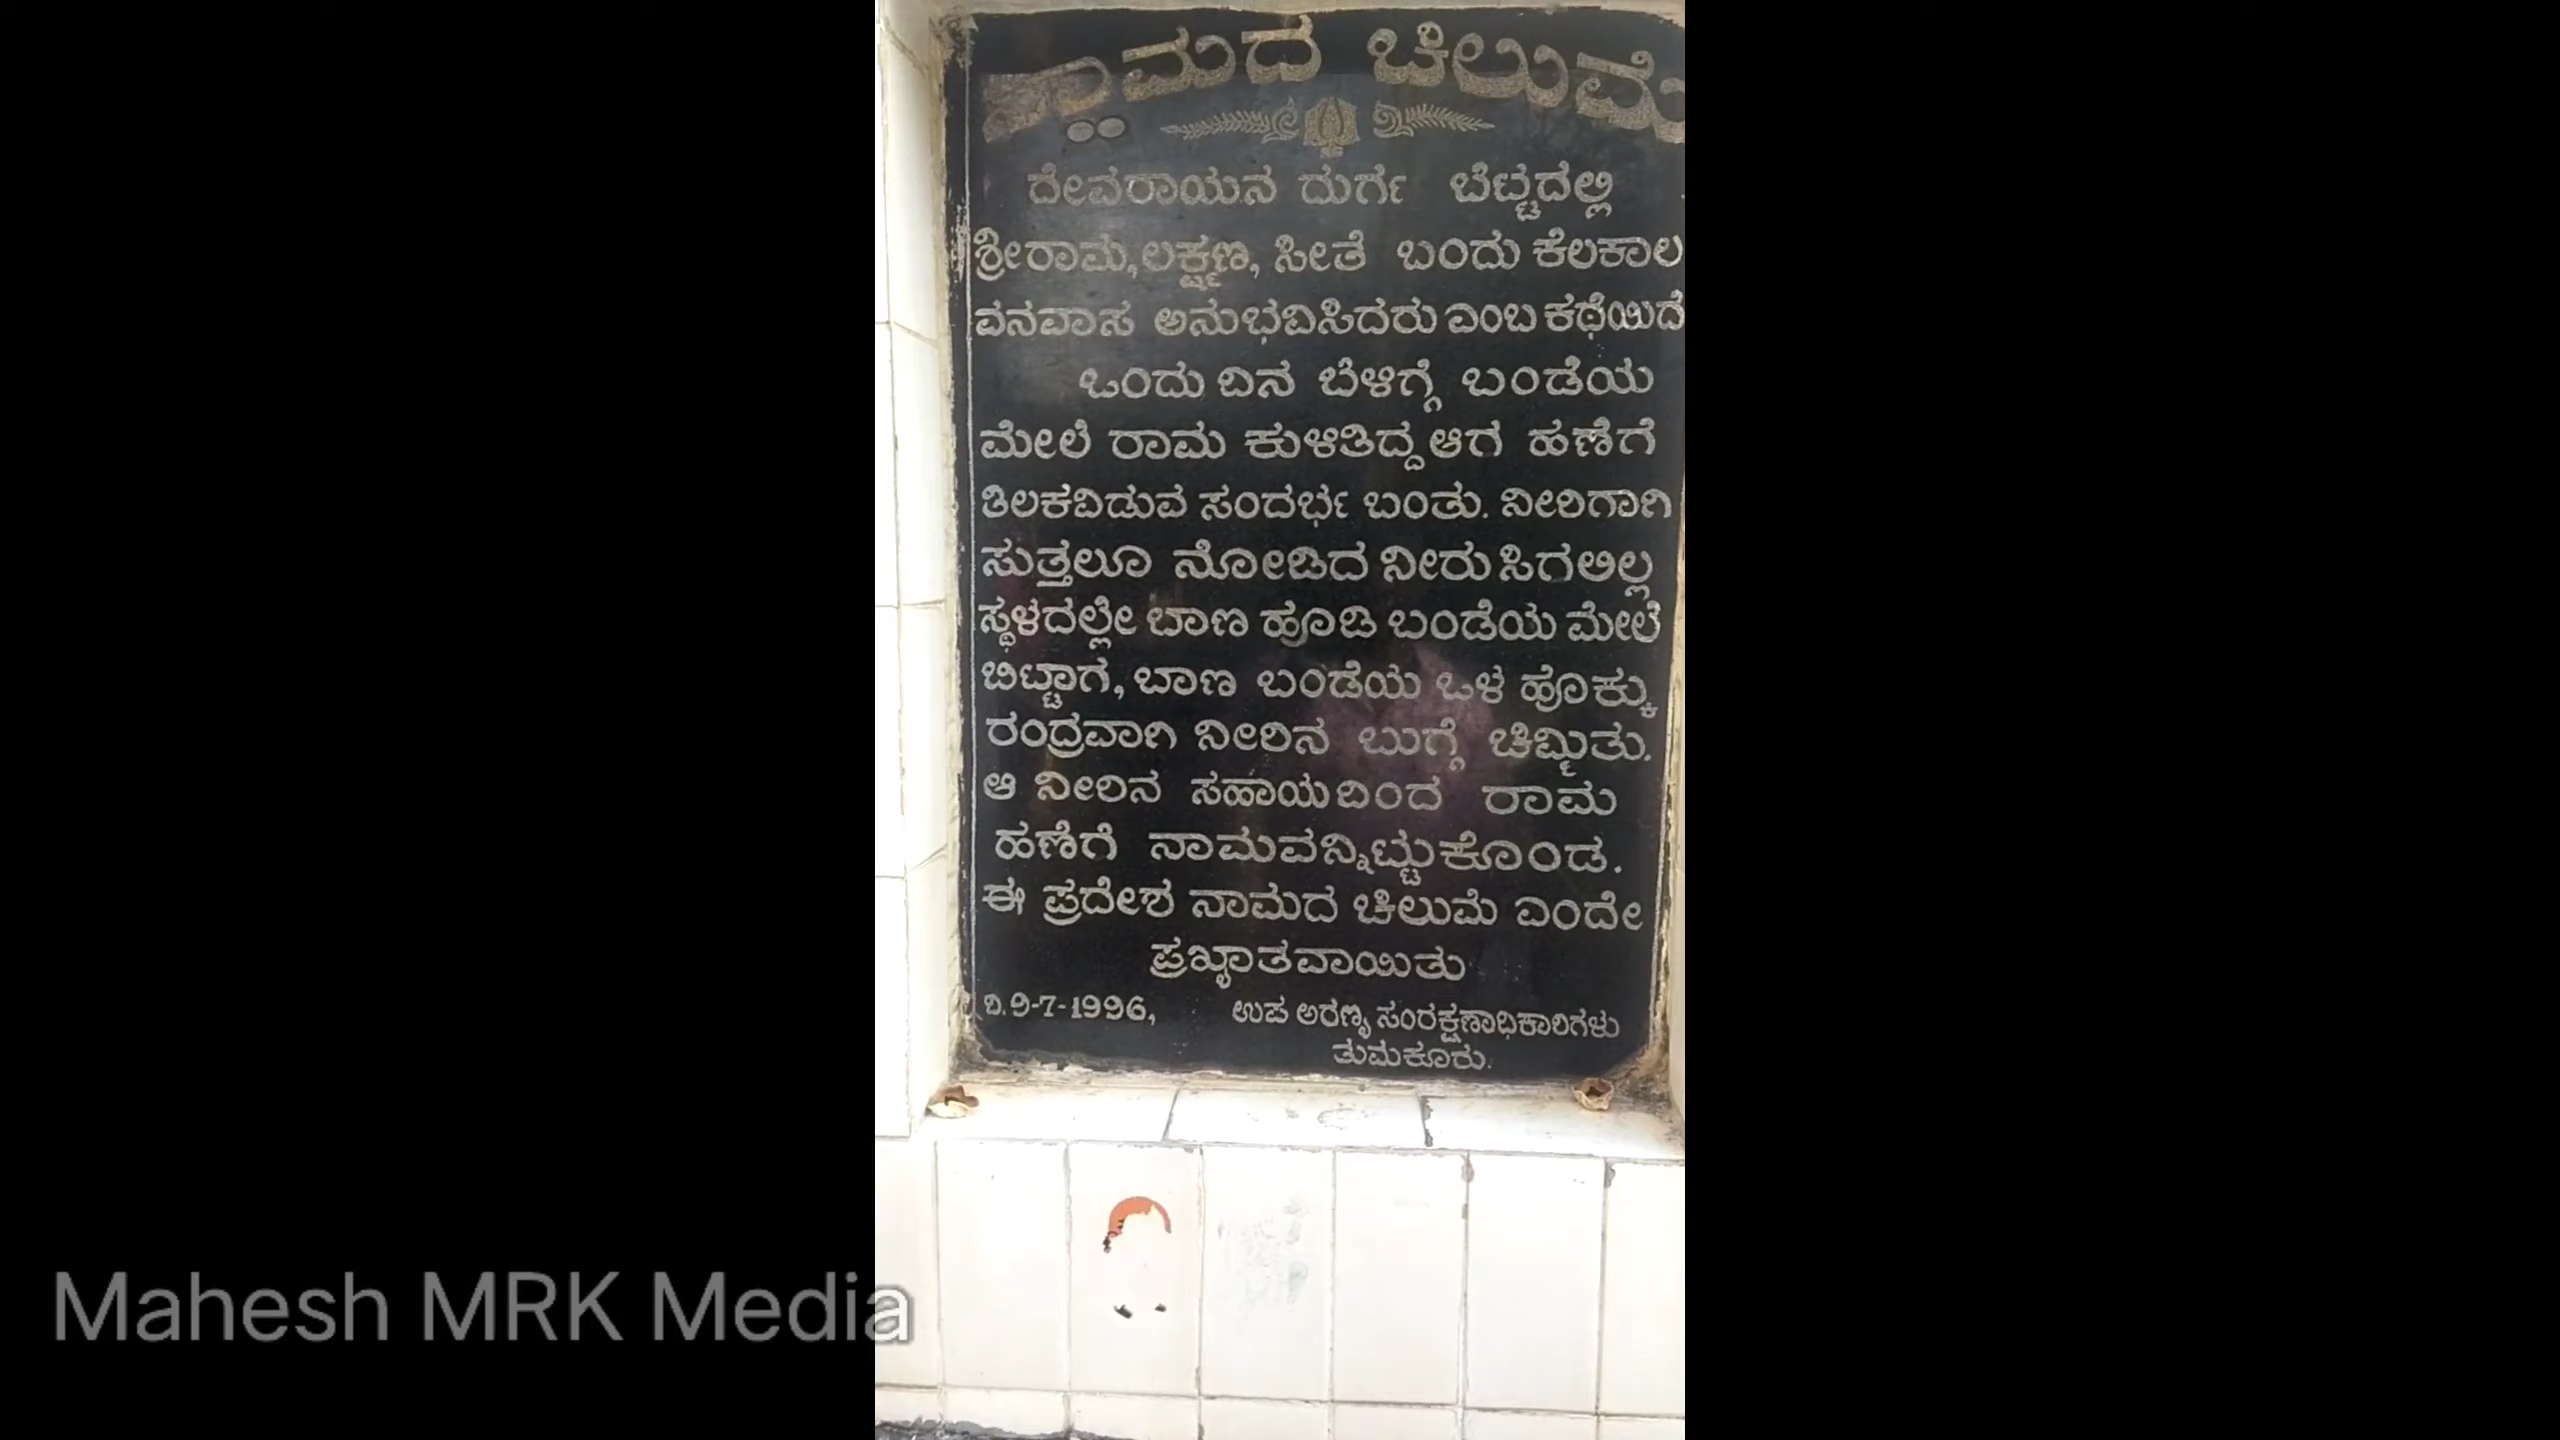 ನಾಮದ ಚಿಲುಮೆ
ದೇವರಾಯನ ದುರ್ಗ ಬೆಟ್ಟದಲ್ಲಿ
ಶ್ರೀರಾಮ, ಲಕ್ಷ್ಮಣ, ಸೀತೆ ಬಂದು ಕೆಲಕಾಲ
ವನವಾಸ ಅನುಭವಿಸಿದರು ಎಂಬ ಕಥೆಯಿದೆ
ಒಂದು ದಿನ ಬೆಳಿಗ್ಗೆ ಬಂಡೆಯ
ಮೇಲೆ ರಾಮ ಕುಳಿತಿದ್ದ ಆಗ ಹಣೆಗೆ
ತಿಲಕವಿಡುವ ಸಂದರ್ಭ ಬಂತು. ನೀರಿಗಾಗಿ
ಸುತ್ತಲೂ ನೋಡಿದ ನೀರು ಸಿಗಲಿಲ್ಲ
ಸ್ಥಳದಲ್ಲೇ ಬಾಣ ಹೂಡಿ ಬಂಡೆಯ ಮೇಲೆ
ಬಿಟ್ಟಾಗ, ಬಾಣ ಬಂಡೆಯ ಒಳ ಹೊಕ್ಕು
ರಂಧ್ರವಾಗಿ ನೀರಿನ ಬುಗ್ಗೆ ಚಿಮ್ಮಿತು.
ಆ ನೀರಿನ ಸಹಾಯದಿಂದ ರಾಮ
ಹಣೆಗೆ ನಾಮವನ್ನಿಟ್ಟುಕೊಂಡ.
ಈ ಪ್ರದೇಶ ನಾಮದ ಚಿಲುಮೆ ಎಂದೇ
ಪ್ರಖ್ಯಾತವಾಯಿತು
ದಿ. 9-7-1996, ಉಪ ಅರಣ್ಯ ಸಂರಕ್ಷಣಾಧಿಕಾರಿಗಳು
ತುಮಕೂರು.
Mahesh MRK Media